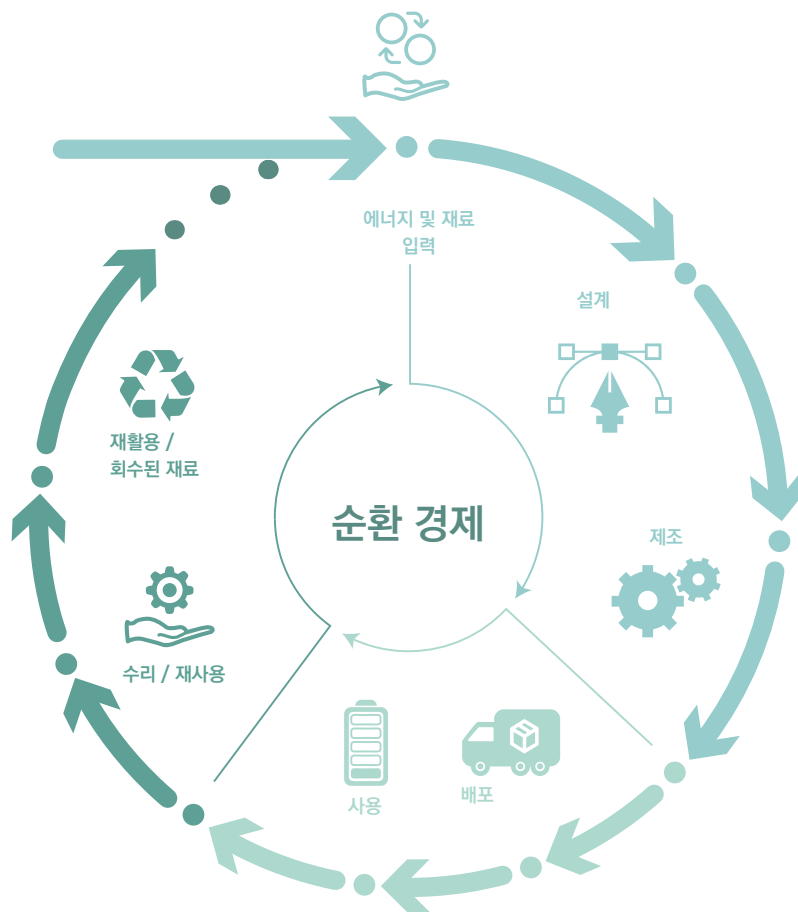 에너지 및 재료
입력
설계
제조
배포
사용
수리 / 재사용
재활용 /
회수된 재료
순환 경제